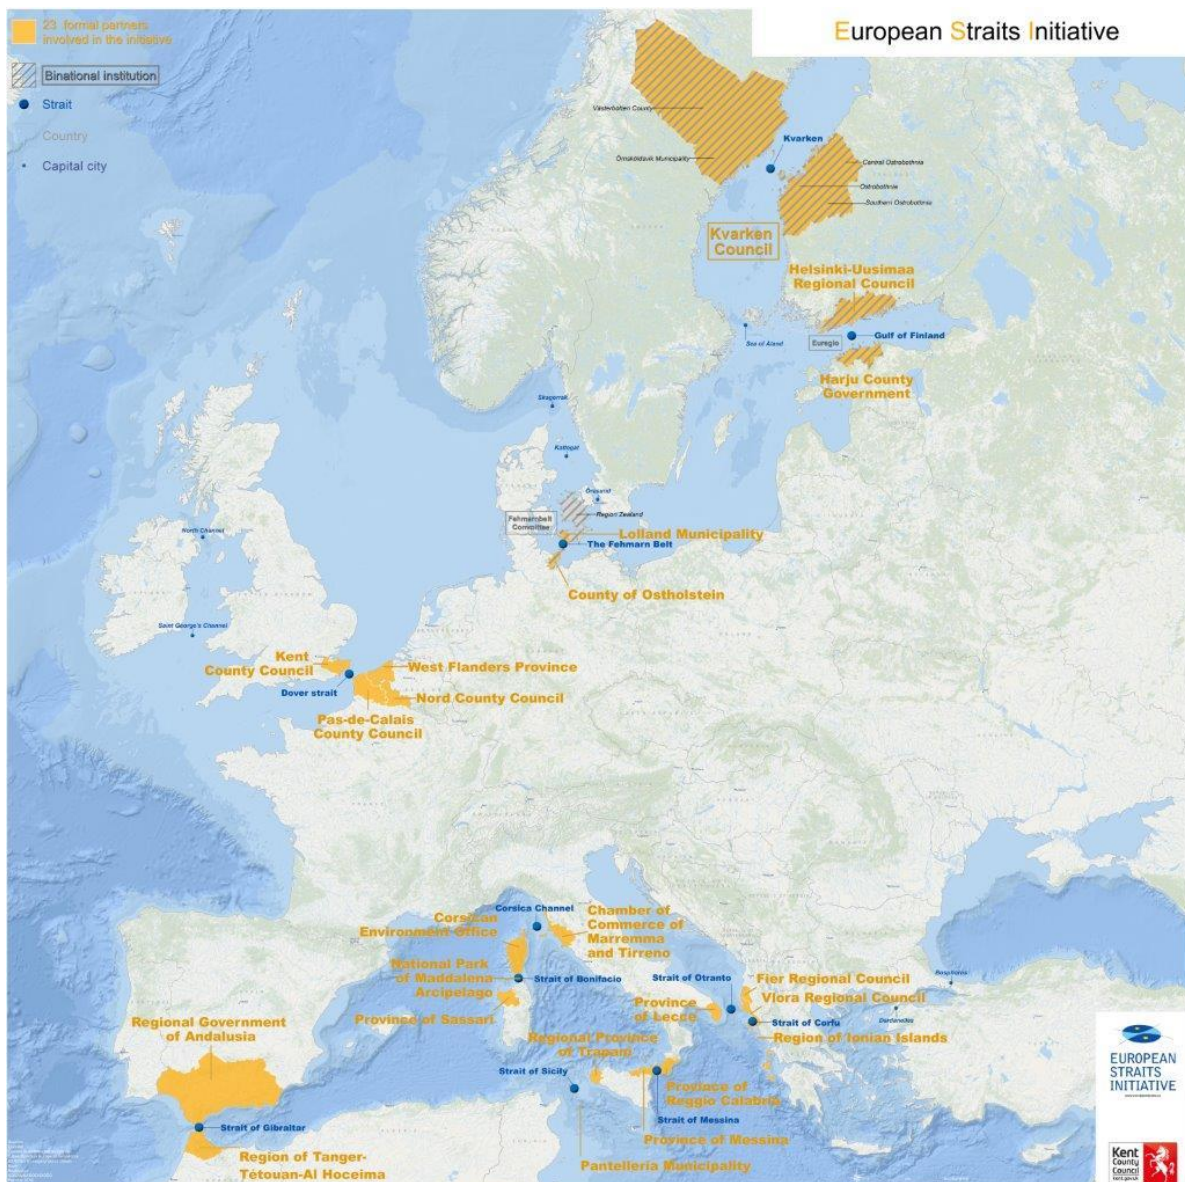 23 formal partners
involved in the initiative
European Straits Initiative
Binational institution
Strait
Country
Capital city
Västerbotten County
Kvarken
Örnsköldsvik Municipality
Central Ostrobothnia
Ostrobothnia
Southern Ostrobothnia
Kvarken
Council
Helsinki-Uusimaa
Regional Council
Sea of Aland
Euregio
Gulf of Finland
Harju County
Government
Skagerrak
Kattegat
Öresund
Region Zealand
Fehmarnbelt
Committee
Lolland Municipality
The Fehmarn Belt
County of Ostholstein
North Channel
Saint George's Channel
Kent
County Council
West Flanders Province
Dover strait
Nord County Council
Pas-de-Calais
County Council
Corsica Channel
Corsican
Environment Office
Chamber of
Commerce of
Marremma
and Tirreno
National Park
of Maddalena
Arcipelago
Strait of Bonifacio
Strait of Otranto
Fier Regional Council
Bosphorus
Vlora Regional Council
Province of Sassari
Province
of Lecce
Dardanelles
Strait of Corfu
Region of Ionian Islands
Regional Government
of Andalusia
Regional Province
of Trapani
Strait of Sicily
Province of
Reggio Calabria
Strait of Messina
Province of Messina
Strait of Gibraltar
Region of Tanger-
Tétouan-Al Hoceima
Pantelleria Municipality
EUROPEAN
STRAITS
INITIATIVE
Kent
County
Council
kent.gov.uk